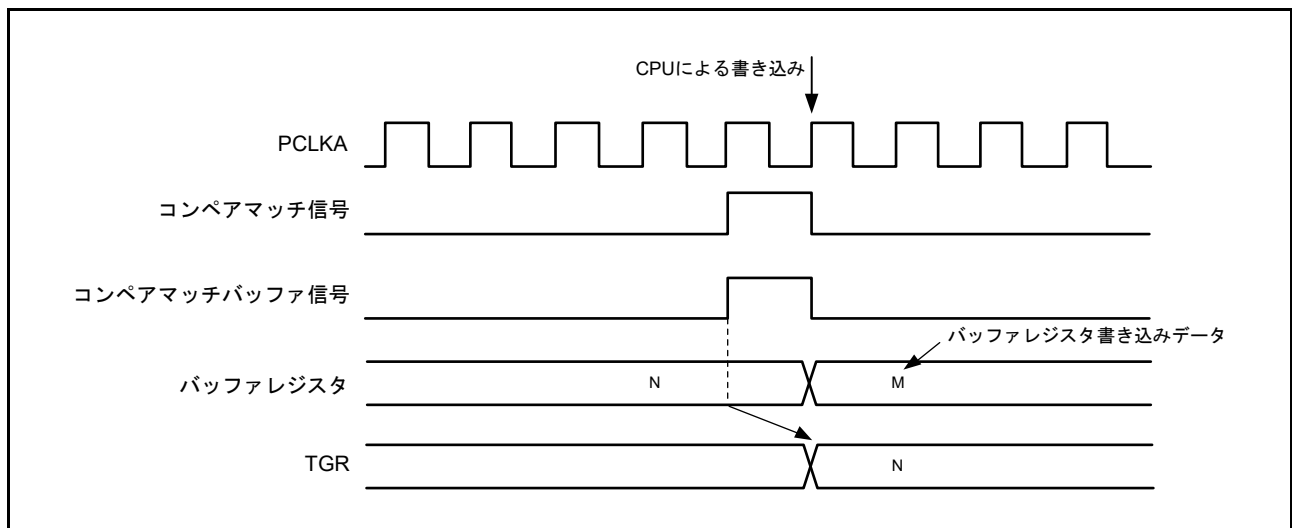 CPUによる書き込み
PCLKA
コンペアマッチ信号
コンペアマッチバッファ信号
バッファレジスタ書き込みデータ
バッファレジスタ
N
M
TGR
N